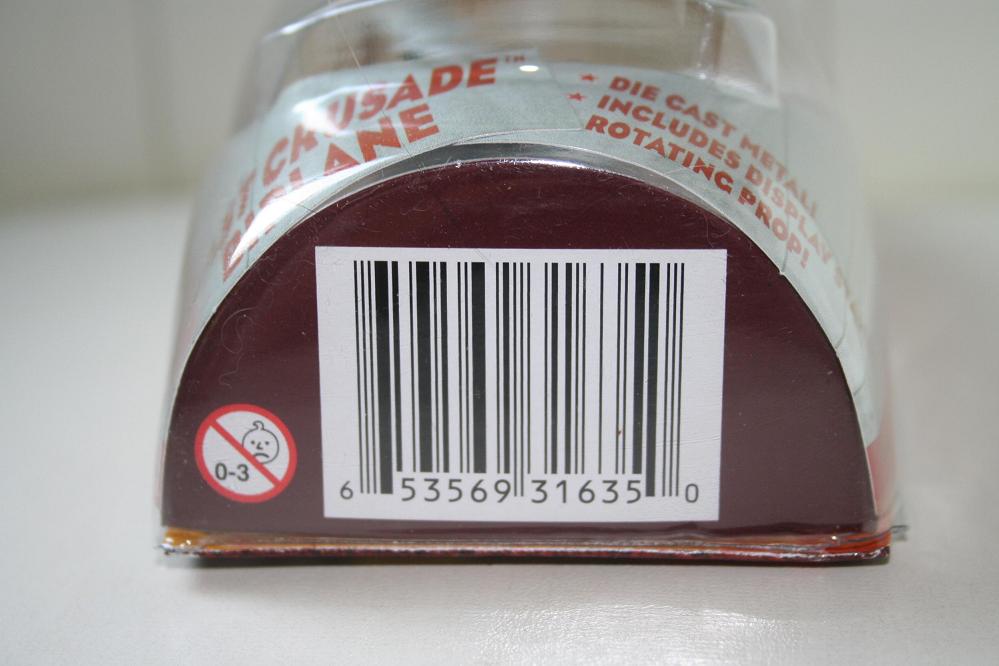 CRUSADE™
★ DIE CAST METAL!
★ INCLUDES DISPLAY
ROTATING PROP!
0-3
6 53569 31635 0